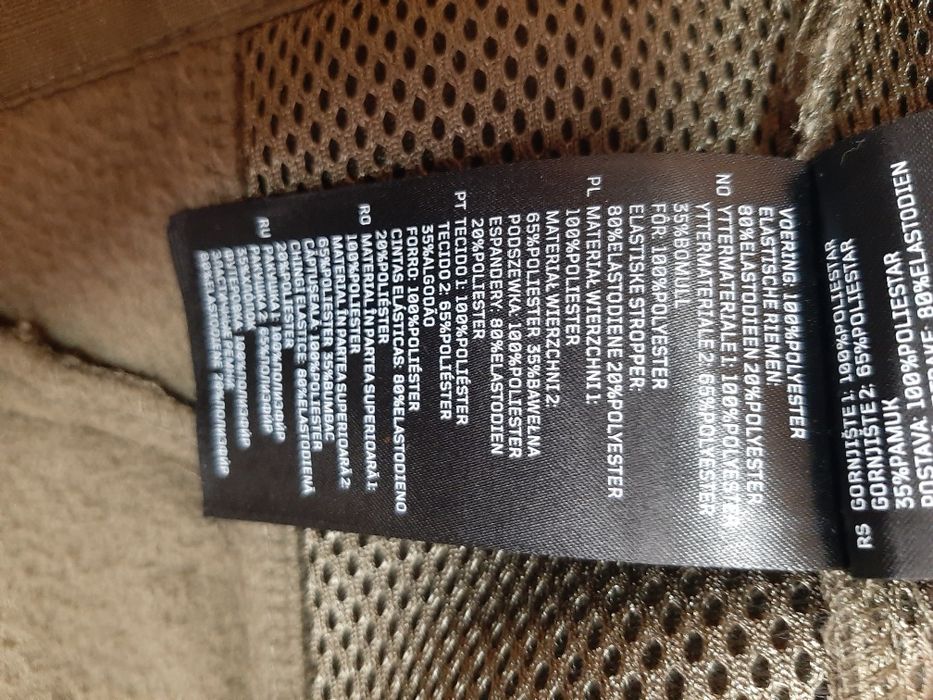 VOERING: 100%POLYESTER
ELASTISCHE RIEMEN:
80%ELASTODIEEN 20%POLYESTER
NO YTTERMATERIALE 1: 100%POLYESTER
YTTERMATERIALE 2: 65%POLYESTER
35%BOMULL
FÔR: 100%POLYESTER
ELASTISKE STROPPER:
80%ELASTODIENE 20%POLYESTER
PL MATERIAŁ WIERZCHNI 1:
100%POLIESTER
MATERIAŁ WIERZCHNI 2:
65%POLIESTER 35%BAWEŁNA
PODSZEWKA: 100%POLIESTER
ESPANDERY: 80%ELASTODIEN
20%POLIESTER
PT TECIDO 1: 100%POLIÉSTER
TECIDO 2: 65%POLIÉSTER
35%ALGODÃO
FORRO: 100%POLIÉSTER
CINTAS ELASTICAS: 80%ELASTODIENO
20%POLIÉSTER
RO MATERIAL ÎN PARTEA SUPERIOARĂ 1:
100%POLIESTER
MATERIAL ÎN PARTEA SUPERIOARĂ 2:
65%POLIESTER 35%BUMBAC
CĂPTUȘEALĂ: 100%POLIESTER
CHINGI ELASTICE: 80%ELASTODIENĂ
20%POLIESTER
RU
RS GORNJIŠTE 1: 100%POLIESTAR
GORNJIŠTE 2: 65%POLIESTAR
35%PAMUK
POSTAVA: 100%POLIESTAR
80%ELASTODIEN